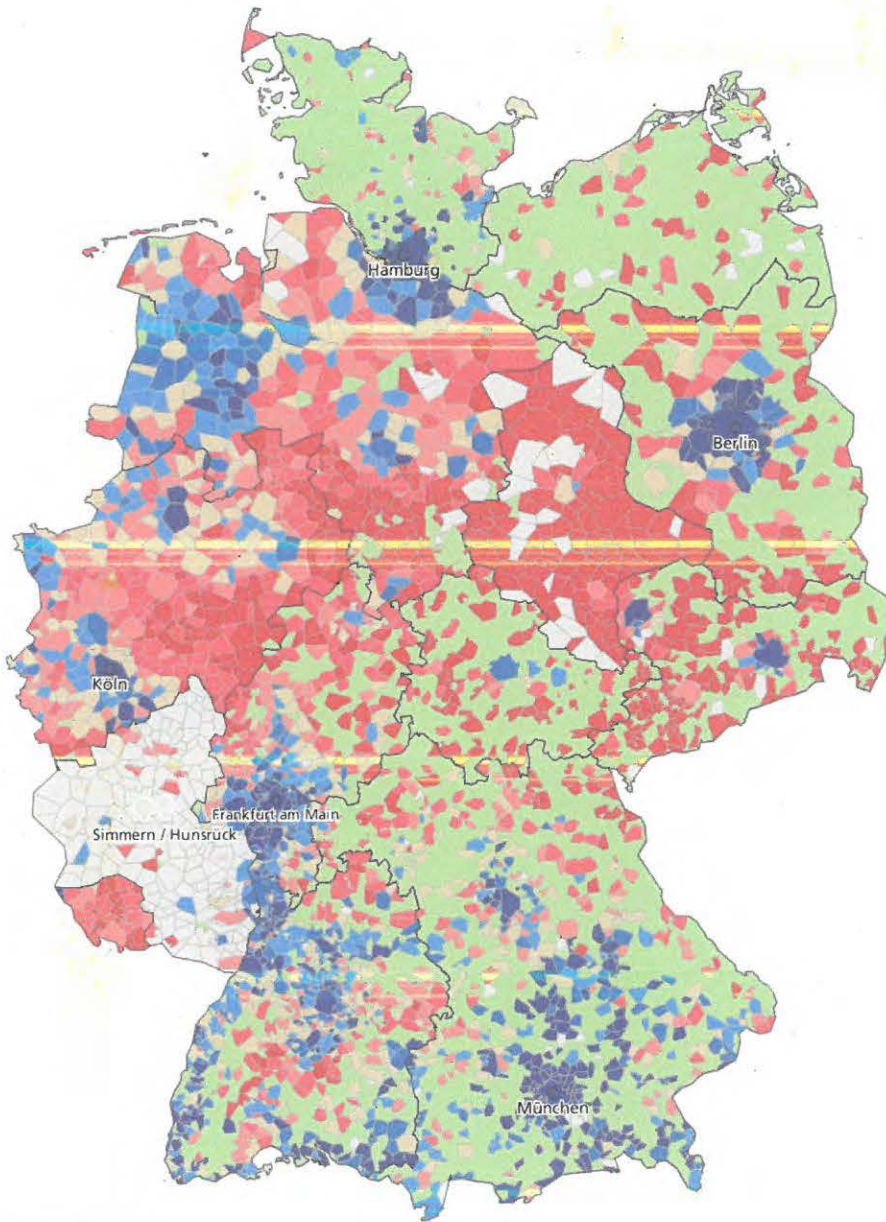 Hamburg
Berlin
Köln
Frankfurt am Main
Simmern / Hunsrück
München